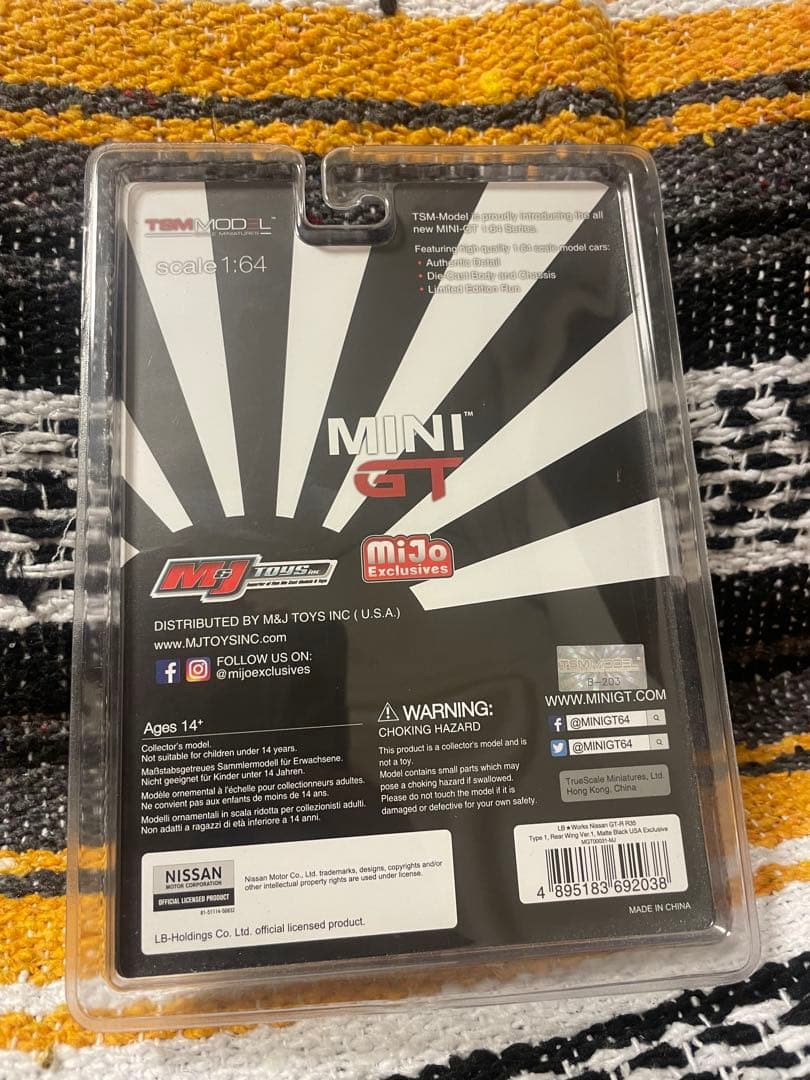 TSMMODEL™
scale 1:64
TSM-Model is proudly introducing the all
new MINI-GT 1:64 Series.
Featuring high quality 1:64 scale model cars:
• Authentic Detail
• Die-Cast Body and Chassis
• Limited Edition Run
MINI™
GT
M&J TOYS inc
MiJo
Exclusives
DISTRIBUTED BY M&J TOYS INC ( U.S.A.)
www.MJTOYSINC.com
FOLLOW US ON:
@mijoexclusives
TSM MODEL
B-203
WWW.MINIGT.COM
@MINIGT64
@MINIGT64
TrueScale Miniatures, Ltd.
Hong Kong, China
Ages 14+
Collector's model.
Not suitable for children under 14 years.
Maßstabsgetreues Sammlermodell für Erwachsene.
Nicht geeignet für Kinder unter 14 Jahren.
Modèle ornemental à l'échelle pour collectionneurs adultes.
Ne convient pas aux enfants de moins de 14 ans.
Modelli ornamentali in scala ridotta per collezionisti adulti.
Non adatti a ragazzi di età inferiore a 14 anni.
WARNING:
CHOKING HAZARD
This product is a collector's model and is
not a toy.
Model contains small parts which may
pose a choking hazard if swallowed.
Please do not touch the model if it is
damaged or defective for your own safety.
NISSAN
MOTOR CORPORATION
OFFICIAL LICENSED PRODUCT
Nissan Motor Co., Ltd. trademarks, designs, copyrights and/or
other intellectual property rights are used under license.
LB-Holdings Co. Ltd. official licensed product.
LB★Works Nissan GT-R R35
Type 1, Rear Wing Ver.1, Matte Black USA Exclusive
MGT00031-MJ
4 895183 692038
MADE IN CHINA